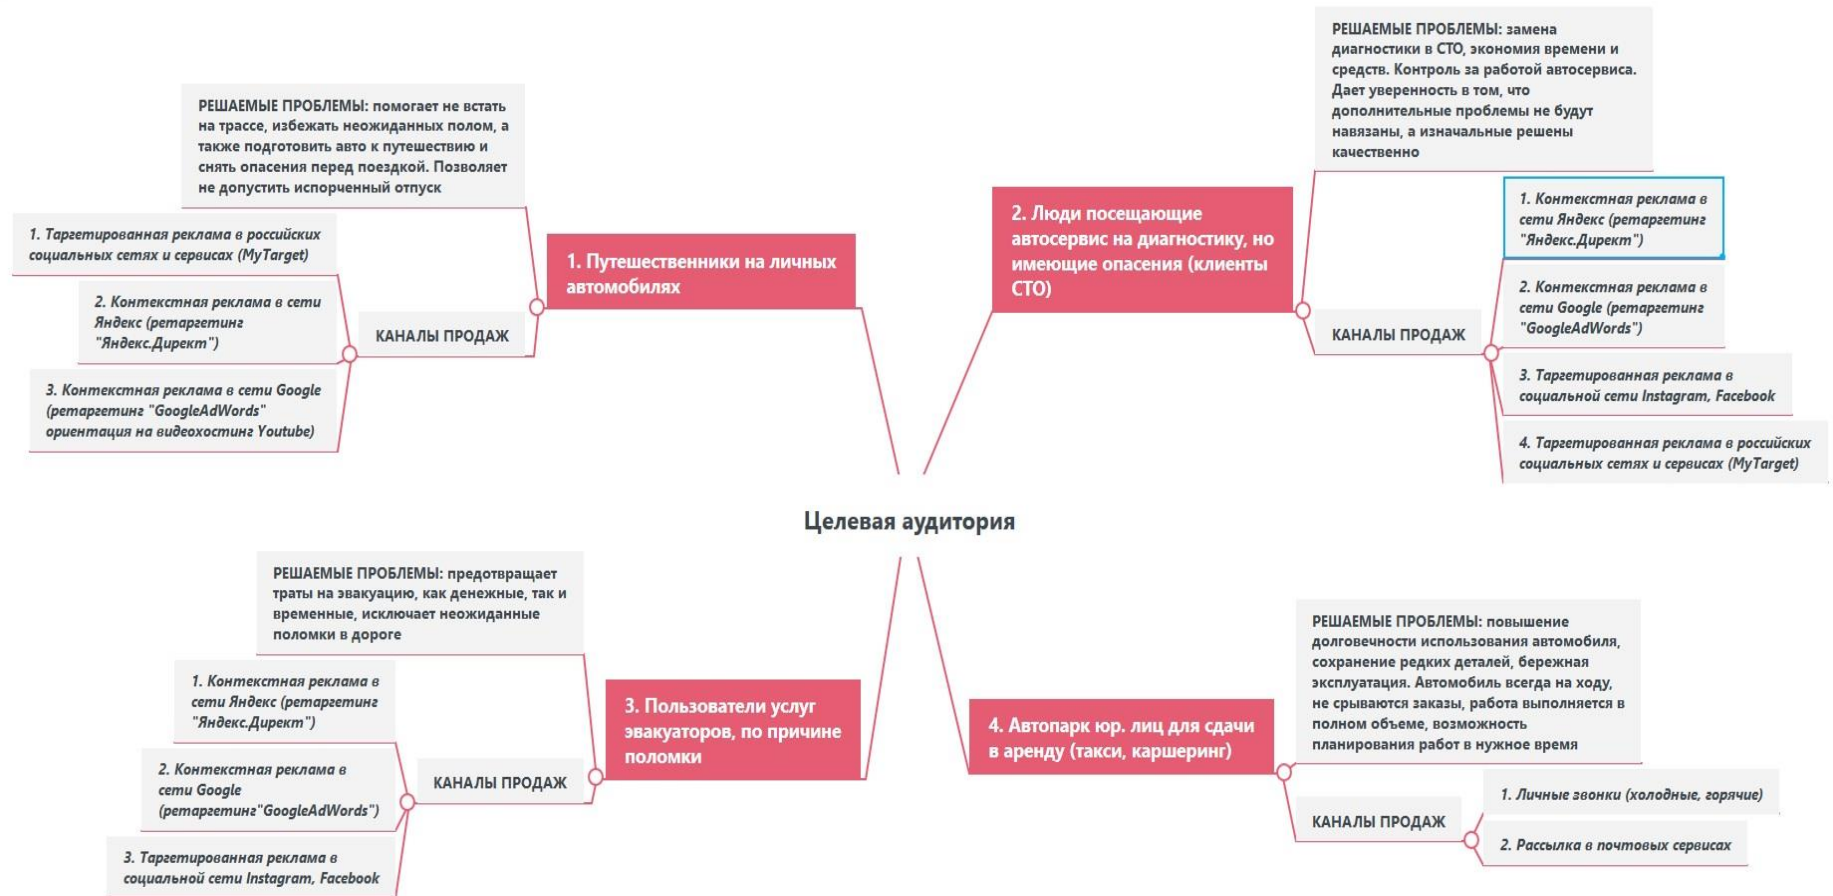 РЕШАЕМЫЕ ПРОБЛЕМЫ: помогает не встать
на трассе, избежать неожиданных полом, а
также подготовить авто к путешествию и
снять опасения перед поездкой. Позволяет
не допустить испорченный отпуск
1. Путешественники на личных
автомобилях
КАНАЛЫ ПРОДАЖ
1. Таргетированная реклама в российских
социальных сетях и сервисах (MyTarget)
2. Контекстная реклама в сети
Яндекс (ретаргетинг
"Яндекс.Директ")
3. Контекстная реклама в сети Google
(ретаргетинг "GoogleAdWords"
ориентация на видеохостинг Youtube)
РЕШАЕМЫЕ ПРОБЛЕМЫ: замена
диагностики в СТО, экономия времени и
средств. Контроль за работой автосервиса.
Дает уверенность в том, что
дополнительные проблемы не будут
навязаны, а изначальные решены
качественно
2. Люди посещающие
автосервис на диагностику, но
имеющие опасения (клиенты
СТО)
КАНАЛЫ ПРОДАЖ
1. Контекстная реклама в
сети Яндекс (ретаргетинг
"Яндекс.Директ")
2. Контекстная реклама в
сети Google (ретаргетинг
"GoogleAdWords")
3. Таргетированная реклама в
социальной сети Instagram, Facebook
4. Таргетированная реклама в российских
социальных сетях и сервисах (MyTarget)
Целевая аудитория
РЕШАЕМЫЕ ПРОБЛЕМЫ: предотвращает
траты на эвакуацию, как денежные, так и
временные, исключает неожиданные
поломки в дороге
3. Пользователи услуг
эвакуаторов, по причине
поломки
КАНАЛЫ ПРОДАЖ
1. Контекстная реклама в
сети Яндекс (ретаргетинг
"Яндекс.Директ")
2. Контекстная реклама в
сети Google
(ретаргетинг"GoogleAdWords")
3. Таргетированная реклама в
социальной сети Instagram, Facebook
РЕШАЕМЫЕ ПРОБЛЕМЫ: повышение
долговечности использования автомобиля,
сохранение редких деталей, бережная
эксплуатация. Автомобиль всегда на ходу,
не срываются заказы, работа выполняется в
полном объеме, возможность
планирования работ в нужное время
4. Автопарк юр. лиц для сдачи
в аренду (такси, каршеринг)
КАНАЛЫ ПРОДАЖ
1. Личные звонки (холодные, горячие)
2. Рассылка в почтовых сервисах